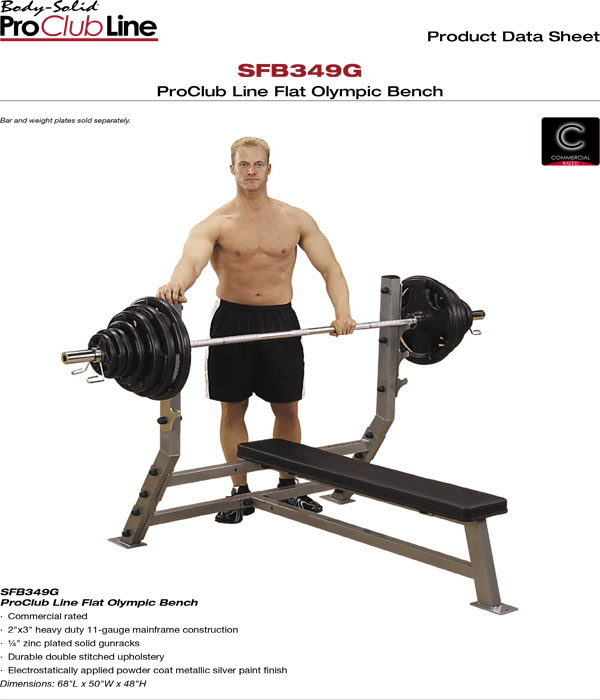 Body-Solid
ProClubLine
Product Data Sheet
SFB349G
ProClub Line Flat Olympic Bench
Bar and weight plates sold separately.
C
COMMERCIAL
RATED
SFB349G
ProClub Line Flat Olympic Bench
· Commercial rated
· 2"x3" heavy duty 11-gauge mainframe construction
· ¼" zinc plated solid gunracks
· Durable double stitched upholstery
· Electrostatically applied powder coat metallic silver paint finish
Dimensions: 68"L x 50"W x 48"H